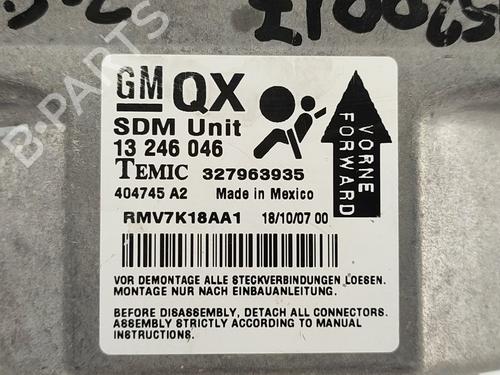 GM QX
SDM Unit
13 246 046
TEMIC 327963935
404745 A2 Made in Mexico
RMV7K18AA1 18/10/07 00
VORNE
FORWARD
VOR DEMONTAGE ALLE STECKVERBINDUNGEN LOESEN.
MONTAGE NUR NACH EINBAUANLEITUNG.
BEFORE DISASSEMBLY, DETACH ALL CONNECTORS.
ASSEMBLY STRICTLY ACCORDING TO MANUAL
INSTRUCTIONS.
B-PARTS